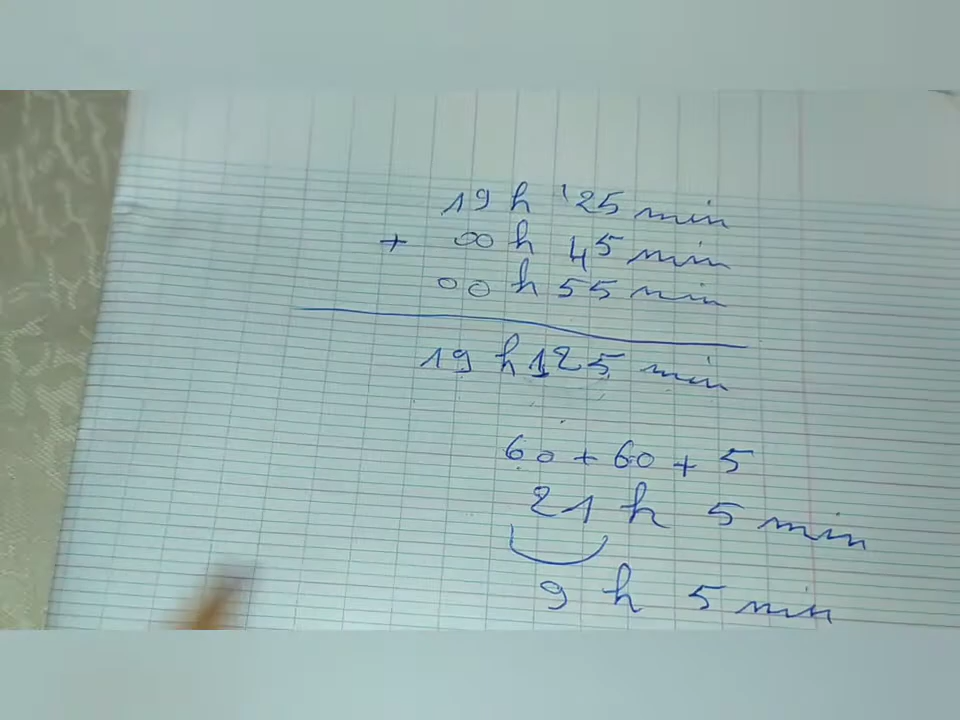 19 h 25 min
+ 00 h 45 min
00 h 55 min
19 h 125 min
60 + 60 + 5
21 h 5 min
9 h 5 min